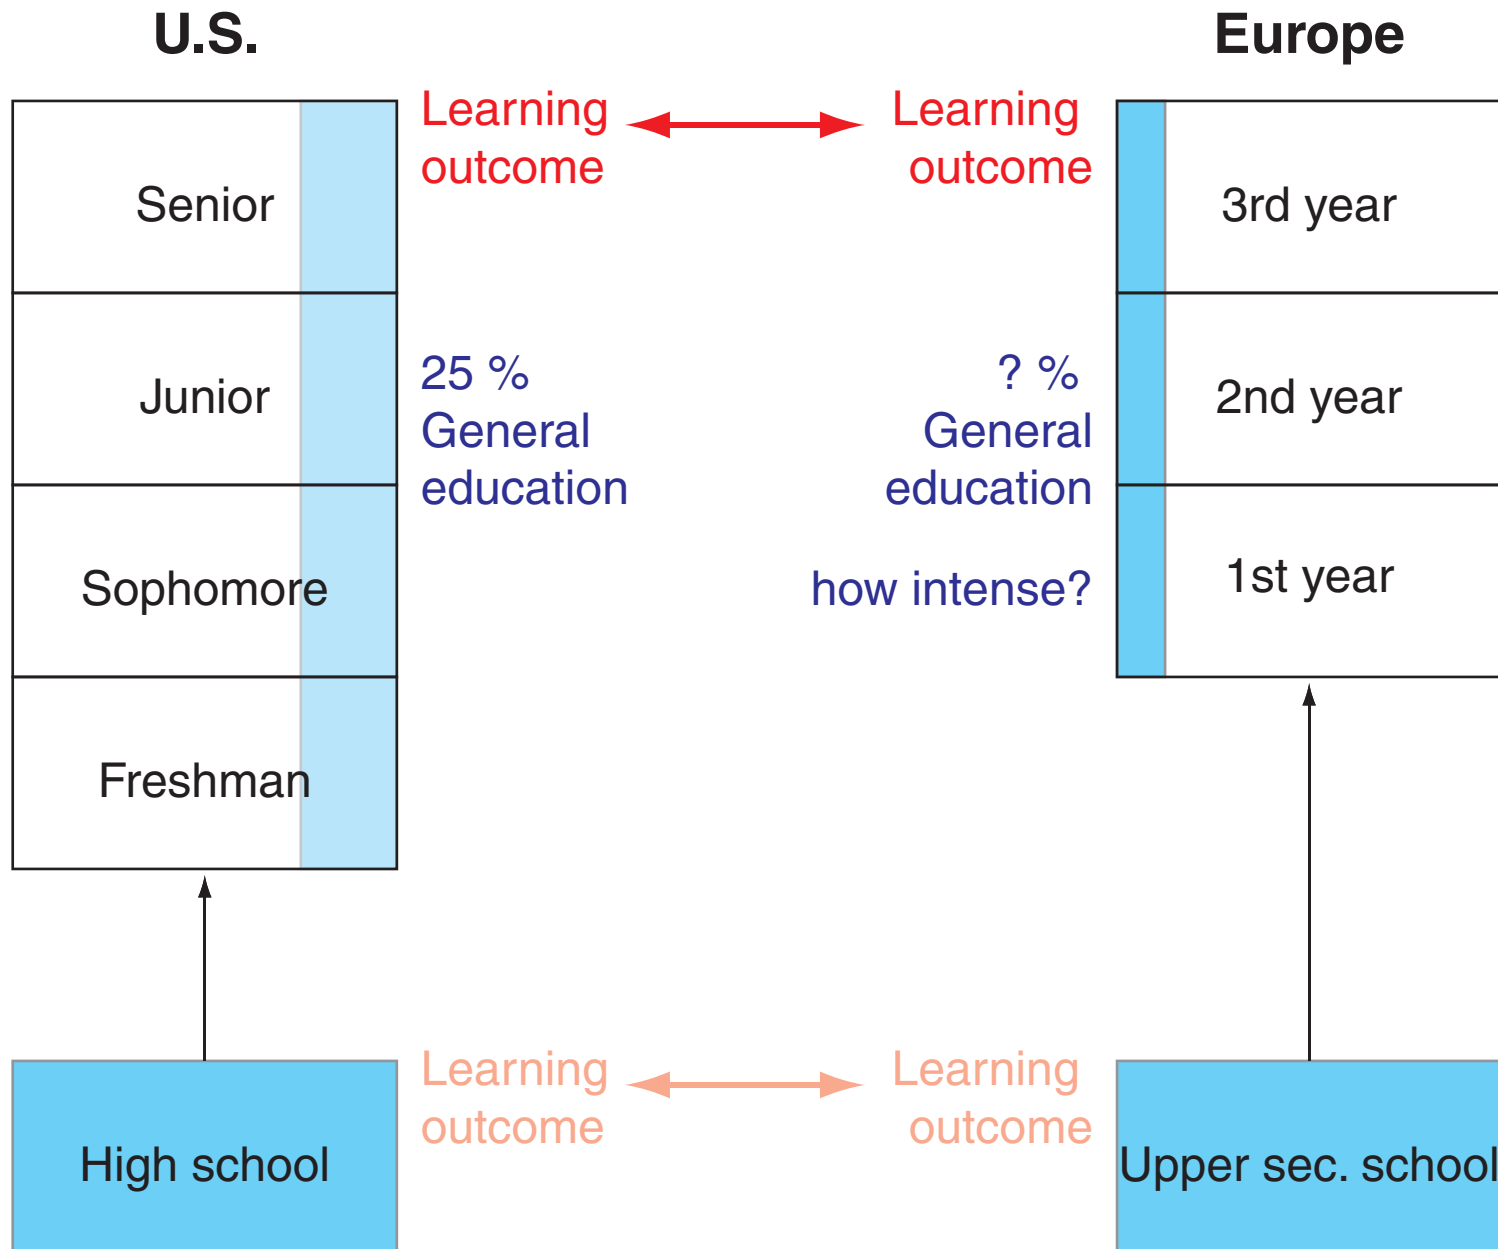 U.S.
Europe
Learning
outcome
Learning
outcome
Senior
3rd year
25 %
General
education
? %
General
education
Junior
2nd year
how intense?
Sophomore
1st year
Freshman
Learning
outcome
Learning
outcome
High school
Upper sec. school